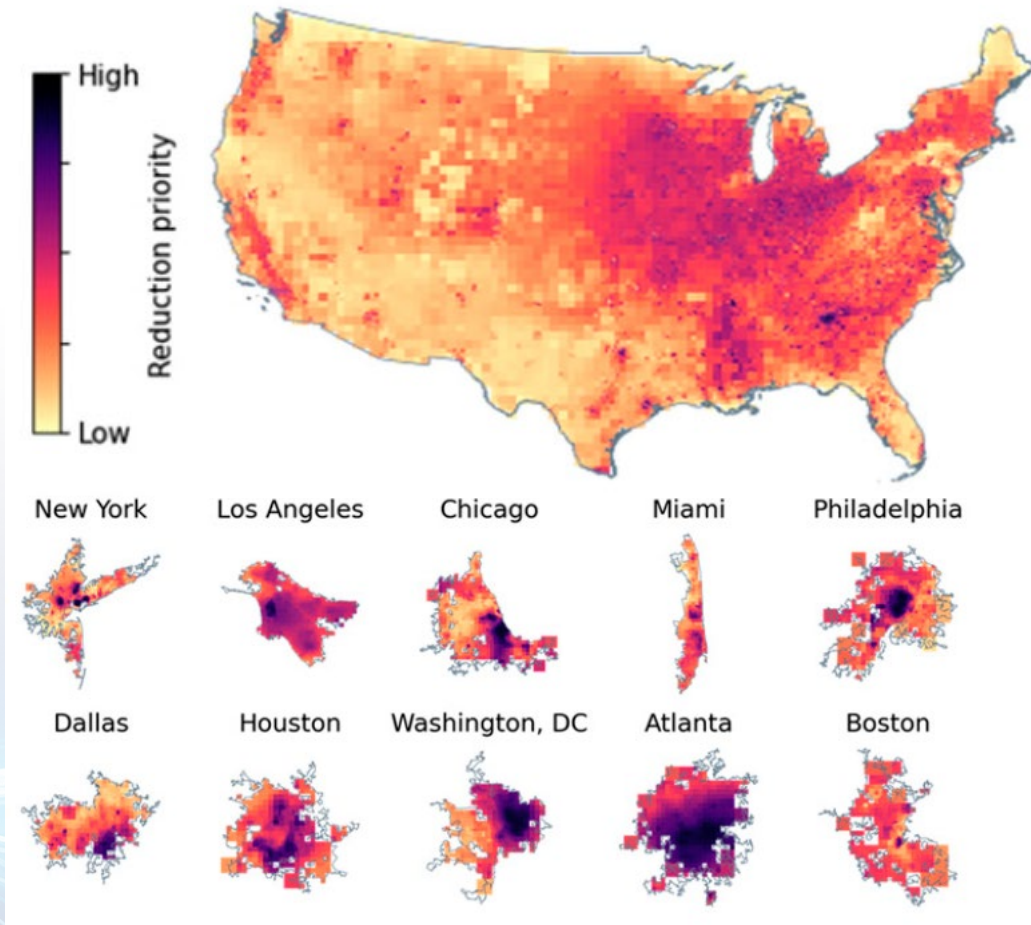 High
Reduction priority
Low
New York
Los Angeles
Chicago
Miami
Philadelphia
Dallas
Houston
Washington, DC
Atlanta
Boston